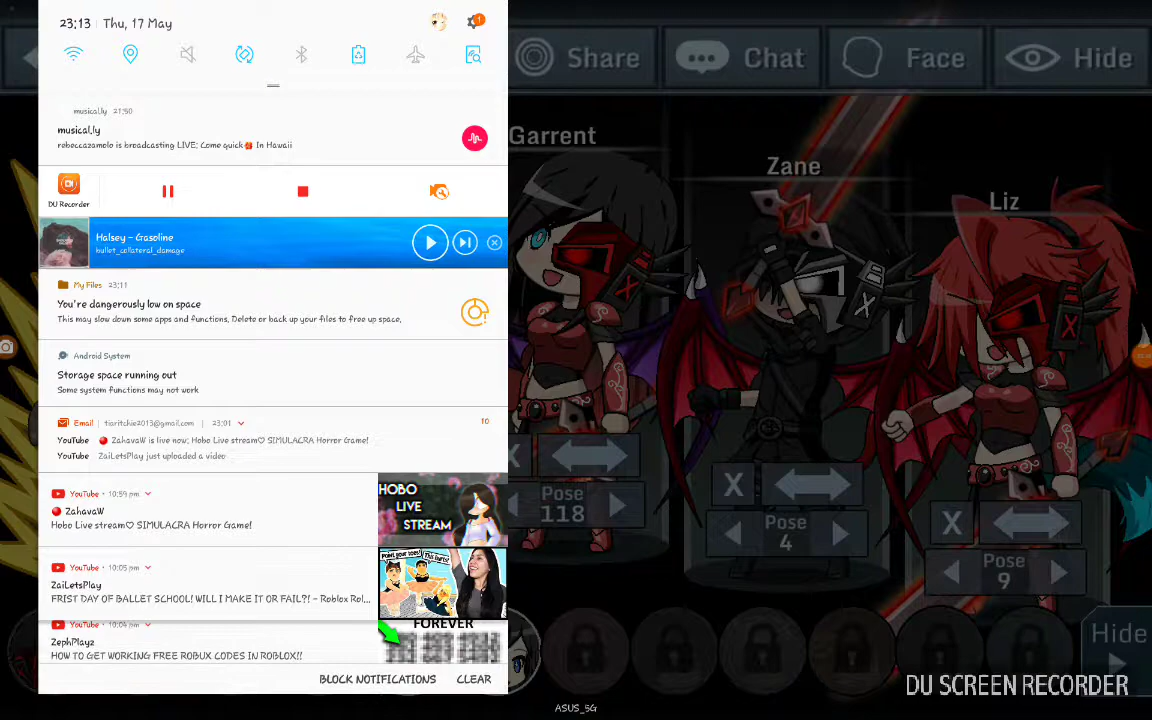 23:13 | Thu, 17 May
1
musical.ly 21:50
musical.ly
rebeccazamolo is broadcasting LIVE: Come quick🎁 In Hawaii
DU Recorder
Halsey - Gasoline
bullet_collateral_damage
My Files 23:11
You're dangerously low on space
This may slow down some apps and functions. Delete or back up your files to free up space.
Android System
Storage space running out
Some system functions may not work
Email | tiaritchie2015@gmail.com | 23:01
10
YouTube 🔴 ZahavaW is live now: Hobo Live stream♡ SIMULACRA Horror Game!
YouTube ZaiLetsPlay just uploaded a video
YouTube • 10:59 pm
🔴 ZahavaW
Hobo Live stream♡ SIMULACRA Horror Game!
HOBO
LIVE
STREAM
YouTube • 10:05 pm
ZaiLetsPlay
FRIST DAY OF BALLET SCHOOL! WILL I MAKE IT OR FAIL?! - Roblox Rol...
YouTube • 10:04 pm
ZephPlayz
HOW TO GET WORKING FREE ROBUX CODES IN ROBLOX!!
FOREVER
BLOCK NOTIFICATIONS CLEAR
Share
Chat
Face
Hide
Garrent
Zane
Liz
X
Pose
118
X
Pose
4
X
Pose
9
Hide
DU SCREEN RECORDER
ASUS_5G